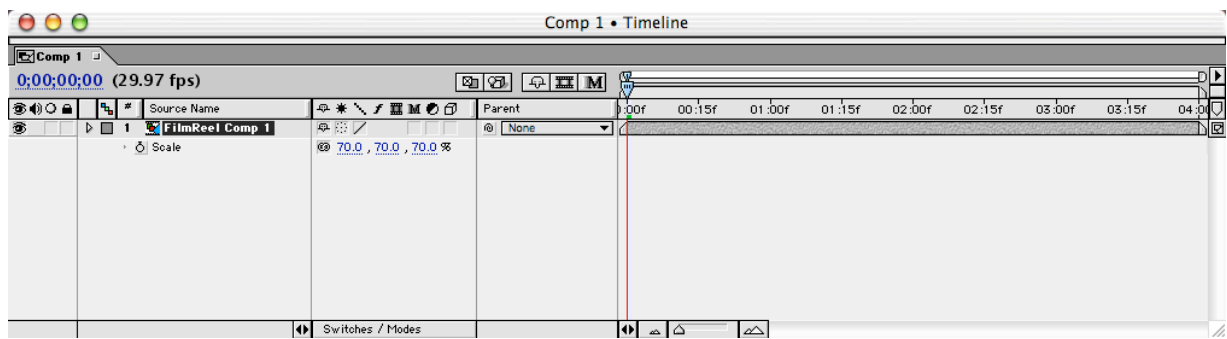 Comp 1 • Timeline
Comp 1
0;00;00;00 (29.97 fps)
M
# Source Name
M
Parent
:00f 00:15f 01:00f 01:15f 02:00f 02:15f 03:00f 03:15f 04:0
1 FilmReel Comp 1
None
Scale
70.0 , 70.0 , 70.0 %
Switches / Modes